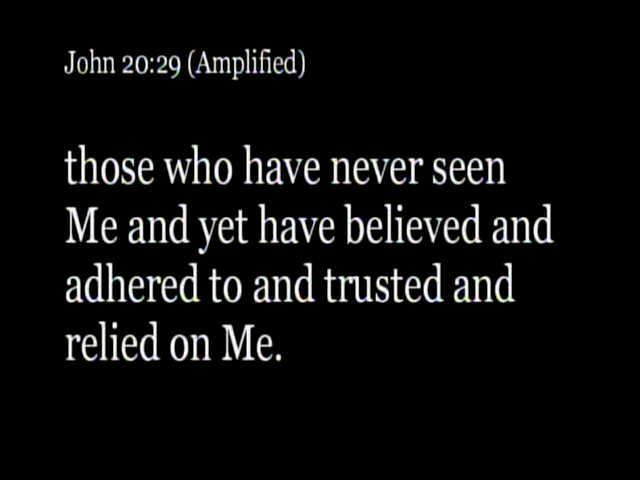 John 20:29 (Amplified)
those who have never seen
Me and yet have believed and
adhered to and trusted and
relied on Me.